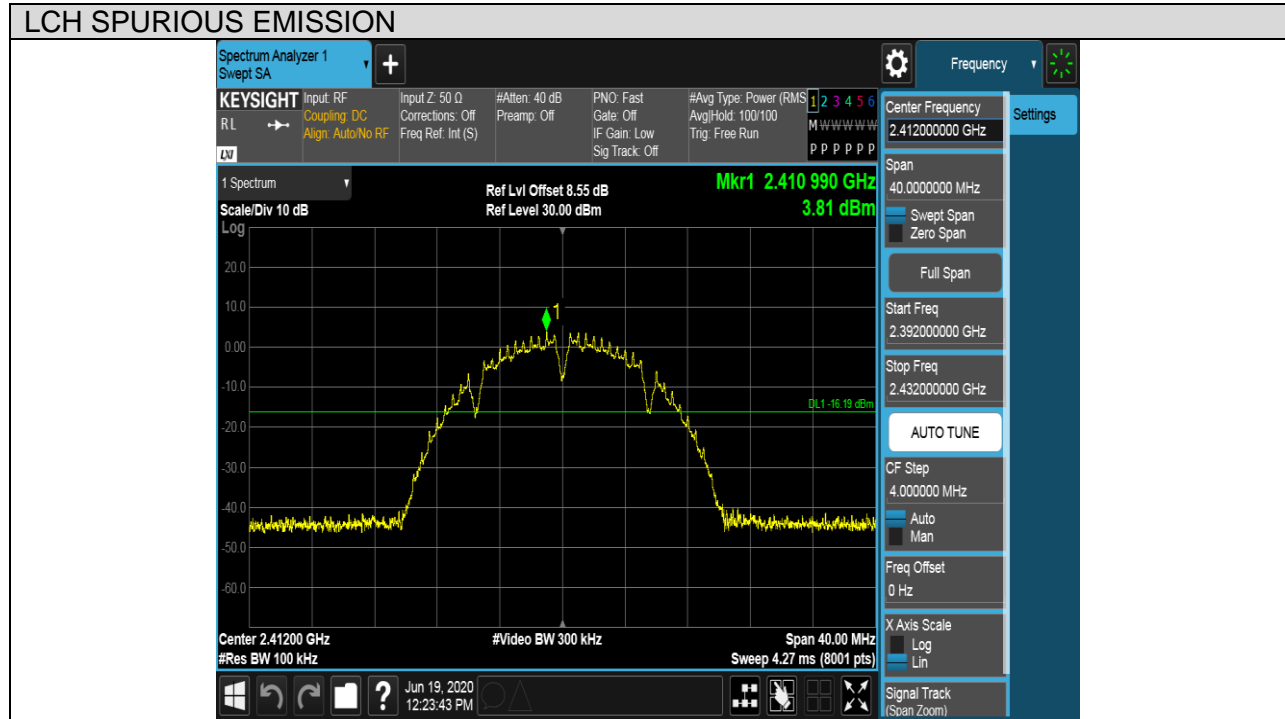 LCH SPURIOUS EMISSION
Spectrum Analyzer 1
Swept SA
Frequency
KEYSIGHT
RL
LXI
Input: RF
Coupling: DC
Align: Auto/No RF
Input Z: 50 Ω
Corrections: Off
Freq Ref: Int (S)
#Atten: 40 dB
Preamp: Off
PNO: Fast
Gate: Off
IF Gain: Low
Sig Track: Off
#Avg Type: Power (RMS
Avg|Hold: 100/100
Trig: Free Run
1 2 3 4 5 6
M W W W W W
P P P P P P
1 Spectrum
Scale/Div 10 dB
Ref Lvl Offset 8.55 dB
Ref Level 30.00 dBm
Mkr1 2.410 990 GHz
3.81 dBm
Log
20.0
10.0
0.00
-10.0
-20.0
-30.0
-40.0
-50.0
-60.0
1
DL1 -16.19 dBm
Center 2.41200 GHz
#Res BW 100 kHz
#Video BW 300 kHz
Span 40.00 MHz
Sweep 4.27 ms (8001 pts)
Center Frequency
2.412000000 GHz
Settings
Span
40.0000000 MHz
Swept Span
Zero Span
Full Span
Start Freq
2.392000000 GHz
Stop Freq
2.432000000 GHz
AUTO TUNE
CF Step
4.000000 MHz
Auto
Man
Freq Offset
0 Hz
X Axis Scale
Log
Lin
Signal Track
(Span Zoom)
?
Jun 19, 2020
12:23:43 PM